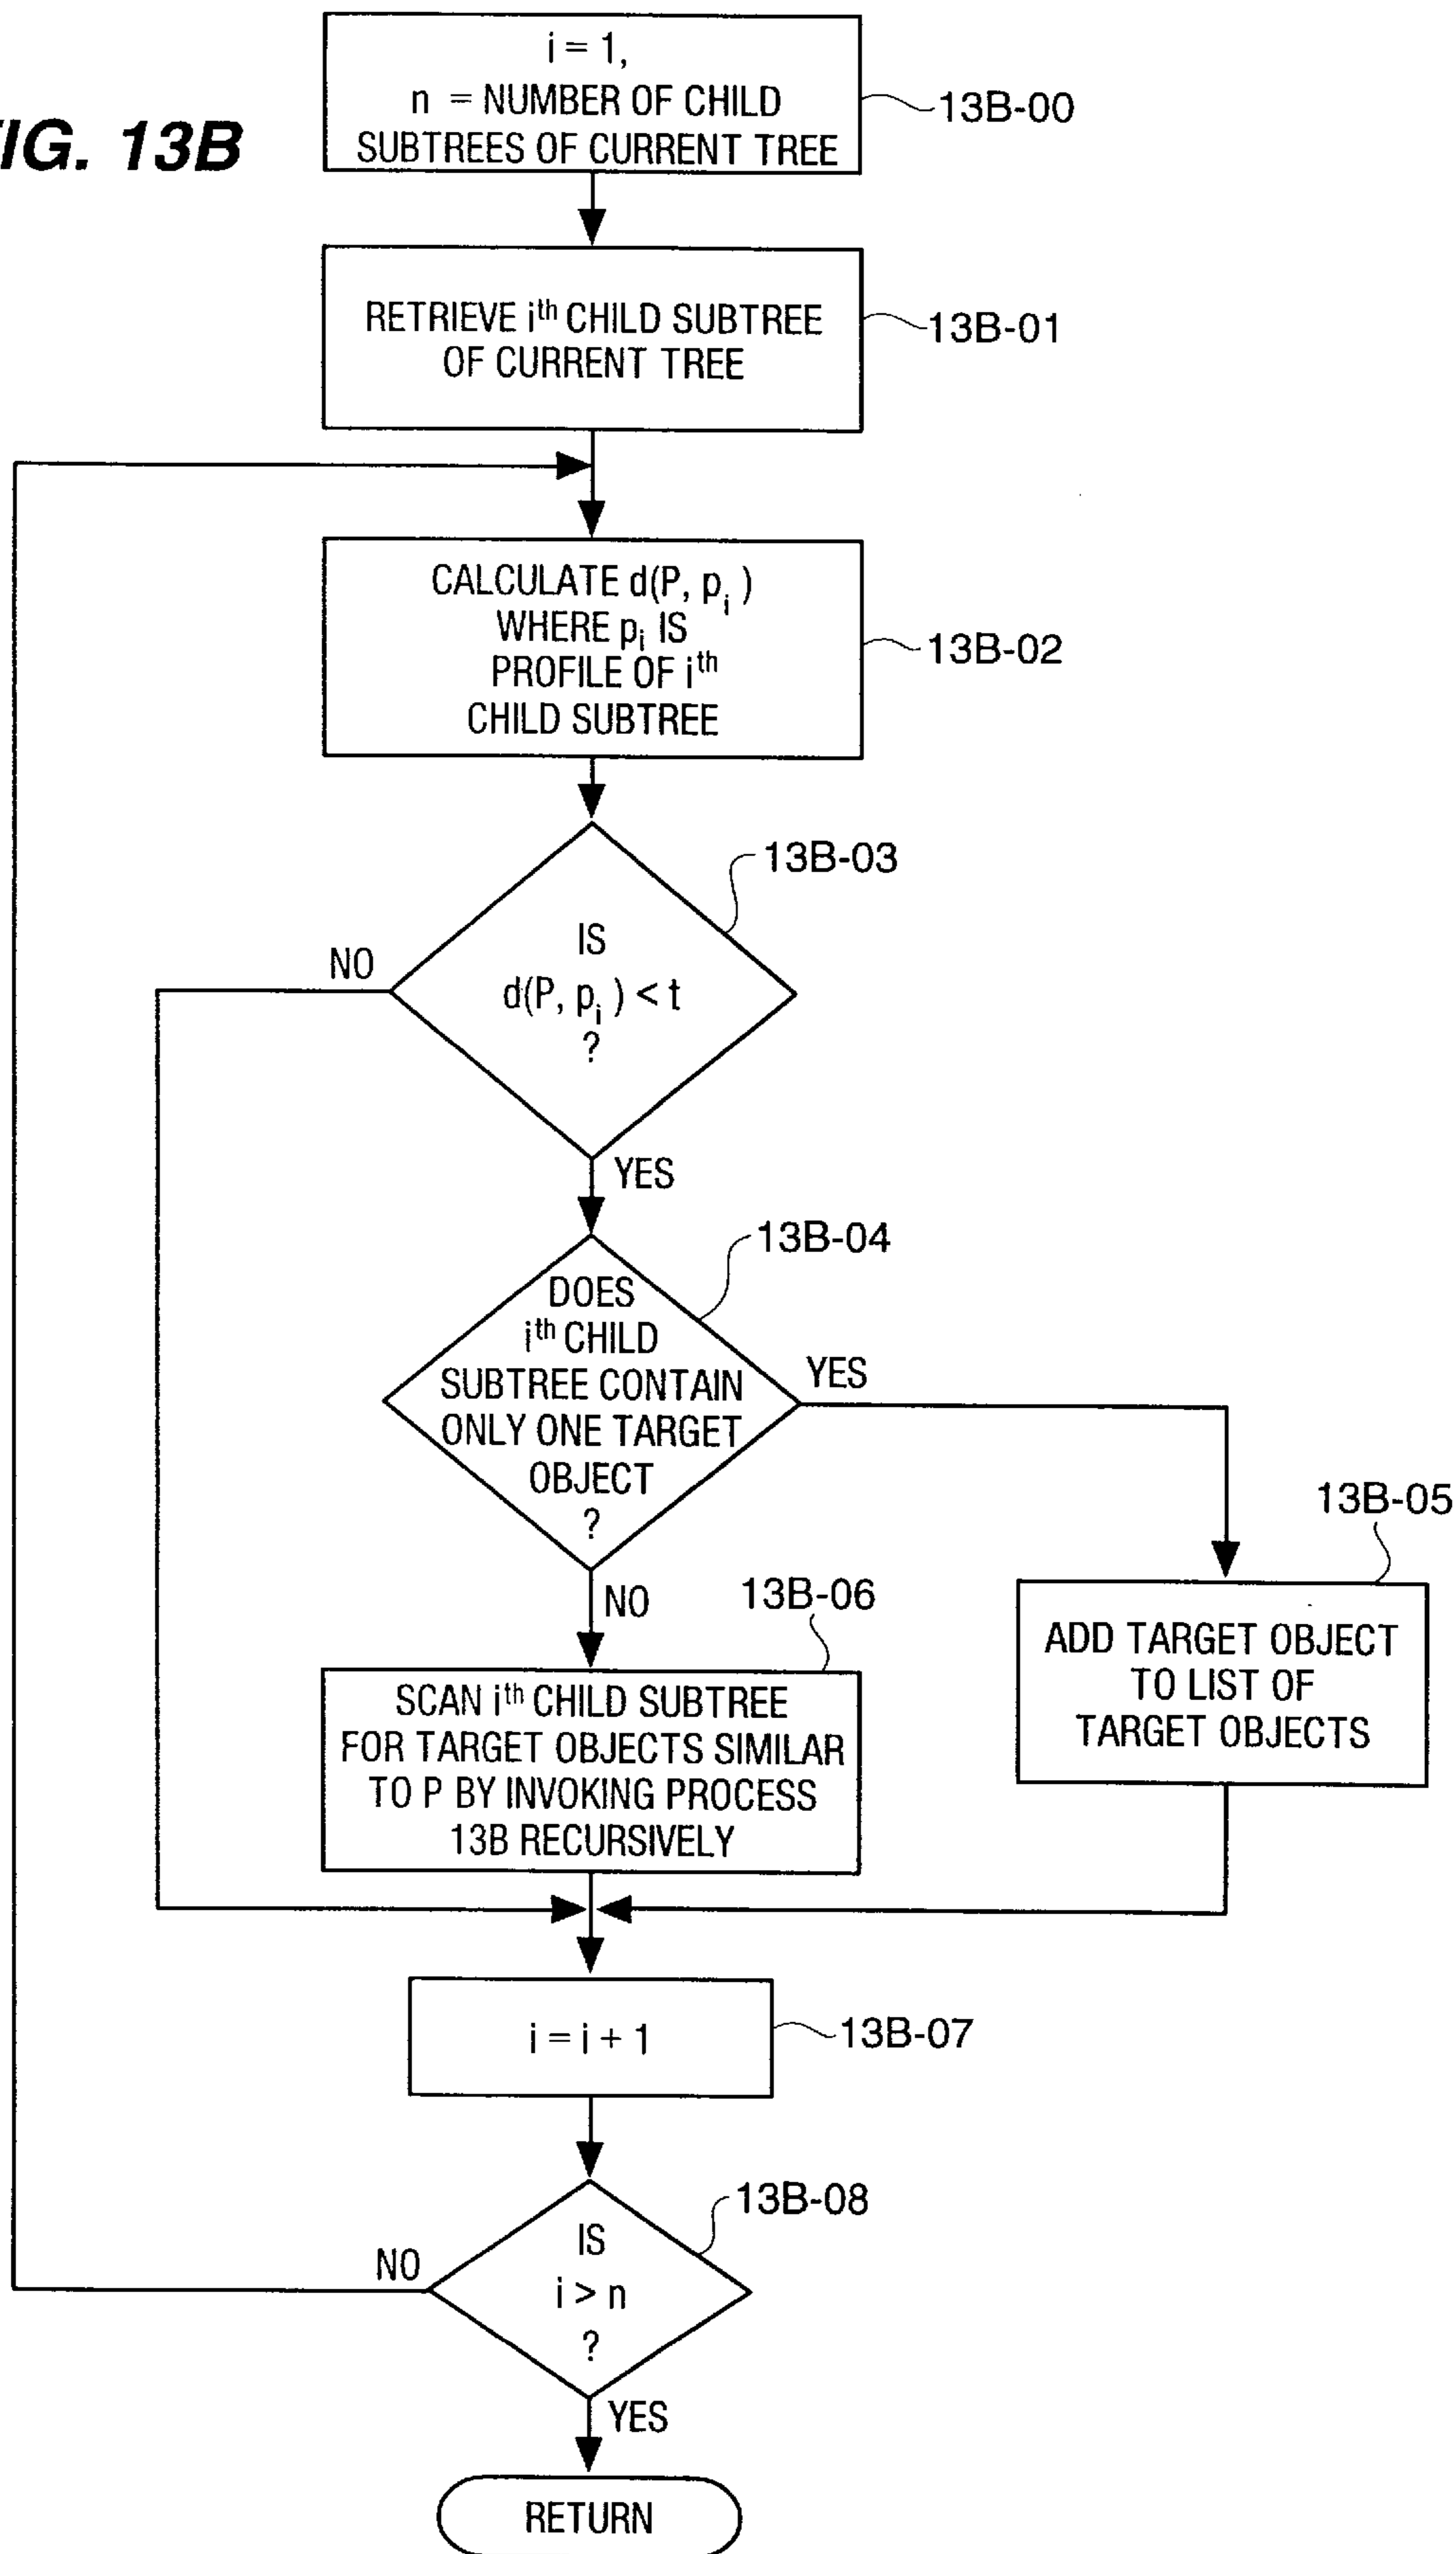 IG. 13B
i = 1,
n = NUMBER OF CHILD
SUBTREES OF CURRENT TREE
13B-00
RETRIEVE iᵗʰ CHILD SUBTREE
OF CURRENT TREE
13B-01
CALCULATE d(P, pᵢ )
WHERE pᵢ IS
PROFILE OF iᵗʰ
CHILD SUBTREE
13B-02
13B-03
IS
d(P, pᵢ ) < t
?
NO
YES
13B-04
DOES
iᵗʰ CHILD
SUBTREE CONTAIN
ONLY ONE TARGET
OBJECT
?
YES
NO
13B-05
ADD TARGET OBJECT
TO LIST OF
TARGET OBJECTS
13B-06
SCAN iᵗʰ CHILD SUBTREE
FOR TARGET OBJECTS SIMILAR
TO P BY INVOKING PROCESS
13B RECURSIVELY
i = i + 1
13B-07
13B-08
IS
i > n
?
NO
YES
RETURN